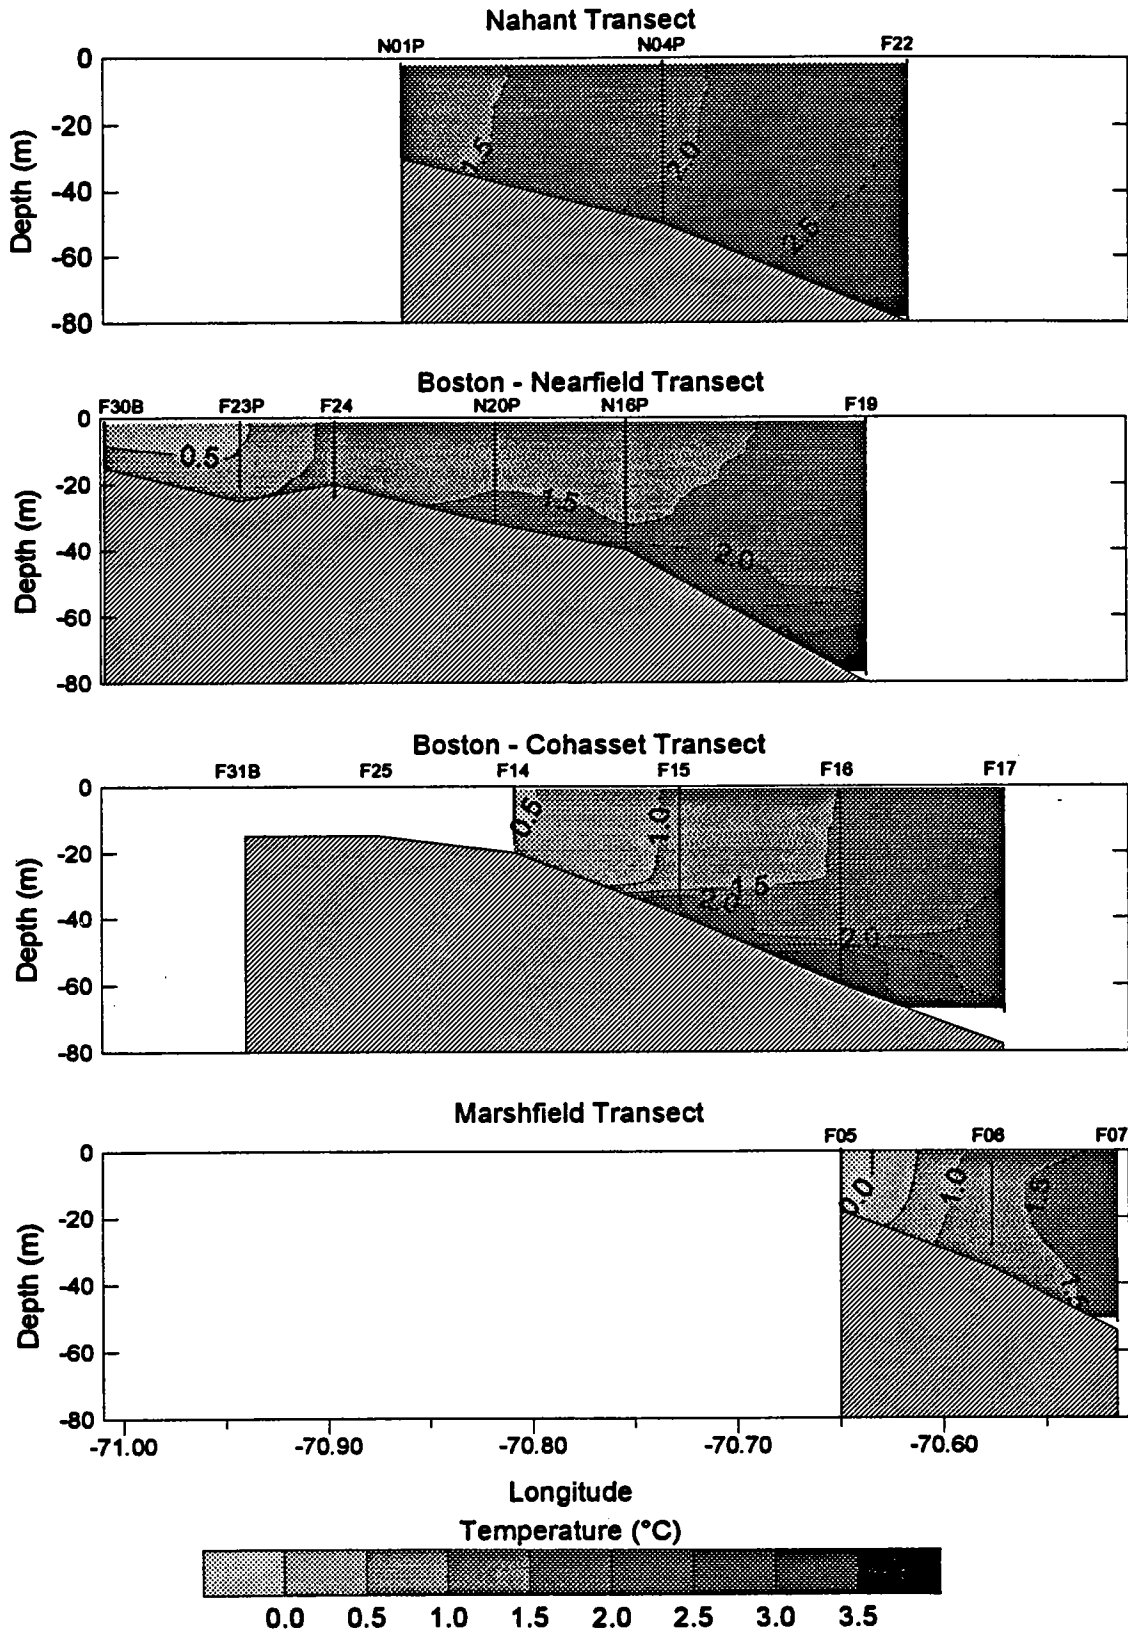 Nahant Transect
N01P N04P F22
0
-20
-40
-60
-80
Depth (m)
1.5
2.0
2.5
Boston - Nearfield Transect
F30B F23P F24 N20P N16P F19
0
-20
-40
-60
-80
Depth (m)
0.5
1.5
2.0
Boston - Cohasset Transect
F31B F25 F14 F15 F16 F17
0
-20
-40
-60
-80
Depth (m)
0.5
1.0
1.5
2.0
2.0
Marshfield Transect
F05 F06 F07
0
-20
-40
-60
-80
Depth (m)
0.0
1.0
1.5
-71.00 -70.90 -70.80 -70.70 -70.60
Longitude
Temperature (°C)
0.0 0.5 1.0 1.5 2.0 2.5 3.0 3.5